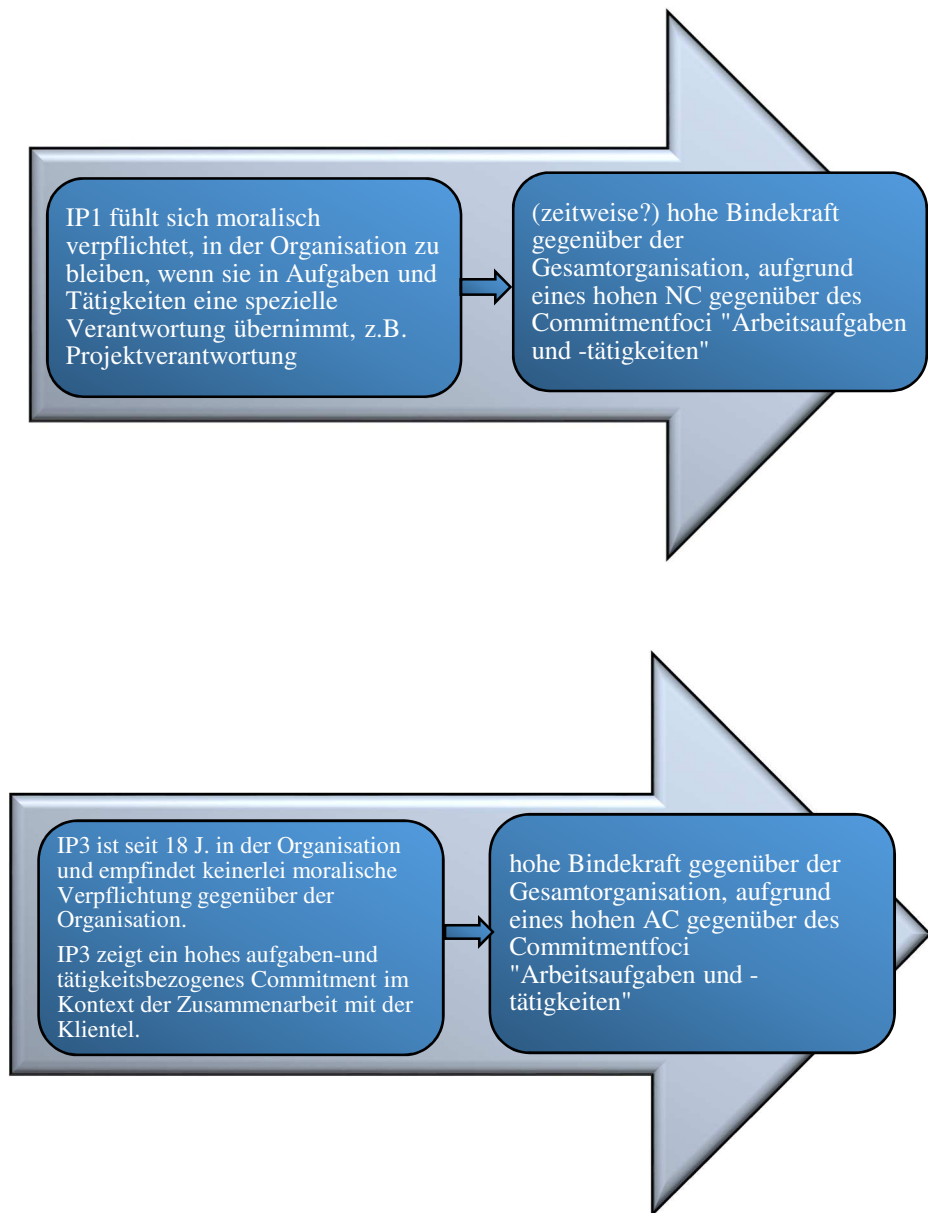 IP1 fühlt sich moralisch
verpflichtet, in der Organisation zu
bleiben, wenn sie in Aufgaben und
Tätigkeiten eine spezielle
Verantwortung übernimmt, z.B.
Projektverantwortung
(zeitweise?) hohe Bindekraft
gegenüber der
Gesamtorganisation, aufgrund
eines hohen NC gegenüber des
Commitmentfoci "Arbeitsaufgaben
und -tätigkeiten"
IP3 ist seit 18 J. in der Organisation
und empfindet keinerlei moralische
Verpflichtung gegenüber der
Organisation.
IP3 zeigt ein hohes aufgaben-und
tätigkeitsbezogenes Commitment im
Kontext der Zusammenarbeit mit der
Klientel.
hohe Bindekraft gegenüber der
Gesamtorganisation, aufgrund
eines hohen AC gegenüber des
Commitmentfoci
"Arbeitsaufgaben und -
tätigkeiten"